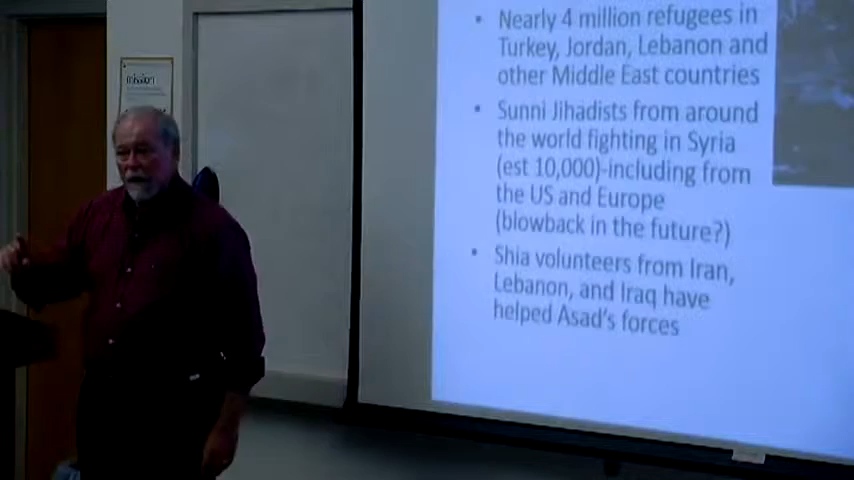 mission
• Nearly 4 million refugees in
Turkey, Jordan, Lebanon and
other Middle East countries
• Sunni Jihadists from around
the world fighting in Syria
(est 10,000)-including from
the US and Europe
(blowback in the future?)
• Shia volunteers from Iran,
Lebanon, and Iraq have
helped Asad's forces